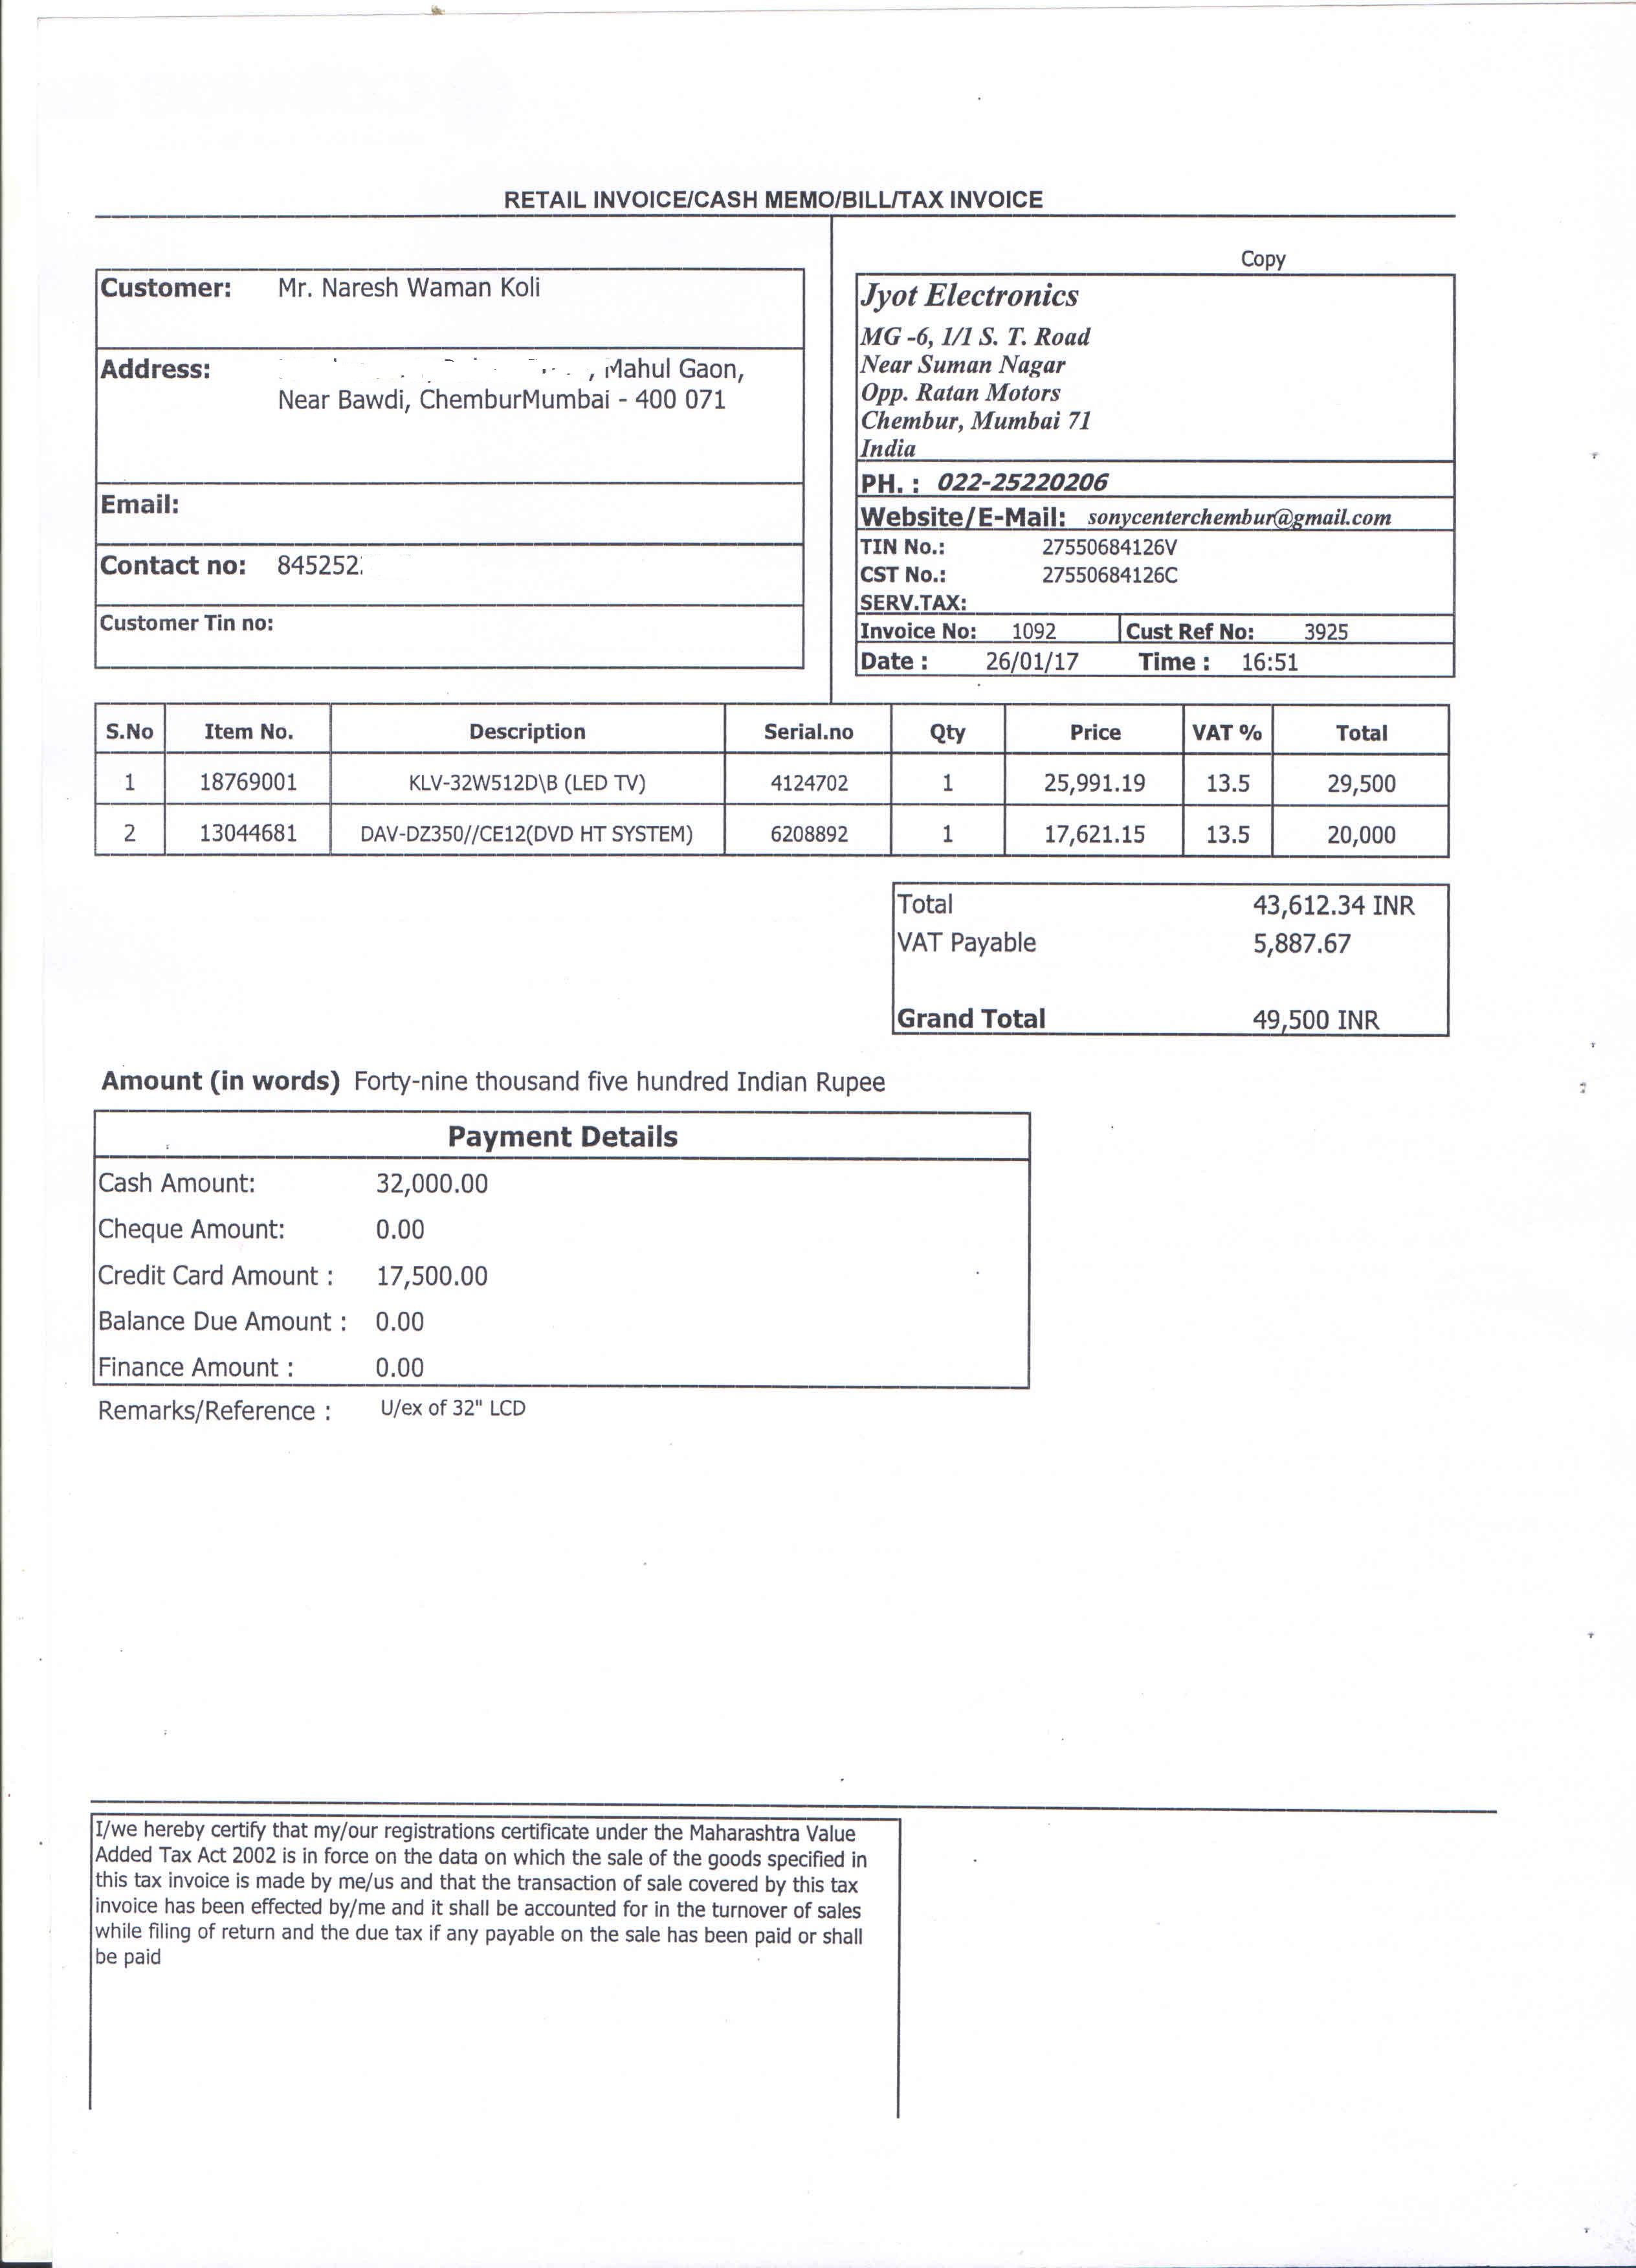 RETAIL INVOICE/CASH MEMO/BILL/TAX INVOICE
Customer: Mr. Naresh Waman Koli
Address: , Mahul Gaon,
Near Bawdi, ChemburMumbai - 400 071
Email:
Contact no: 845252
Customer Tin no:
Copy
Jyot Electronics
MG -6, 1/1 S. T. Road
Near Suman Nagar
Opp. Ratan Motors
Chembur, Mumbai 71
India
PH. : 022-25220206
Website/E-Mail: sonycenterchembur@gmail.com
TIN No.: 27550684126V
CST No.: 27550684126C
SERV.TAX:
Invoice No: 1092 Cust Ref No: 3925
Date : 26/01/17 Time : 16:51
S.No Item No. Description Serial.no Qty Price VAT % Total
1 18769001 KLV-32W512D\B (LED TV) 4124702 1 25,991.19 13.5 29,500
2 13044681 DAV-DZ350//CE12(DVD HT SYSTEM) 6208892 1 17,621.15 13.5 20,000
Total 43,612.34 INR
VAT Payable 5,887.67
Grand Total 49,500 INR
Amount (in words) Forty-nine thousand five hundred Indian Rupee
Payment Details
Cash Amount: 32,000.00
Cheque Amount: 0.00
Credit Card Amount : 17,500.00
Balance Due Amount : 0.00
Finance Amount : 0.00
Remarks/Reference : U/ex of 32" LCD
I/we hereby certify that my/our registrations certificate under the Maharashtra Value
Added Tax Act 2002 is in force on the data on which the sale of the goods specified in
this tax invoice is made by me/us and that the transaction of sale covered by this tax
invoice has been effected by/me and it shall be accounted for in the turnover of sales
while filing of return and the due tax if any payable on the sale has been paid or shall
be paid